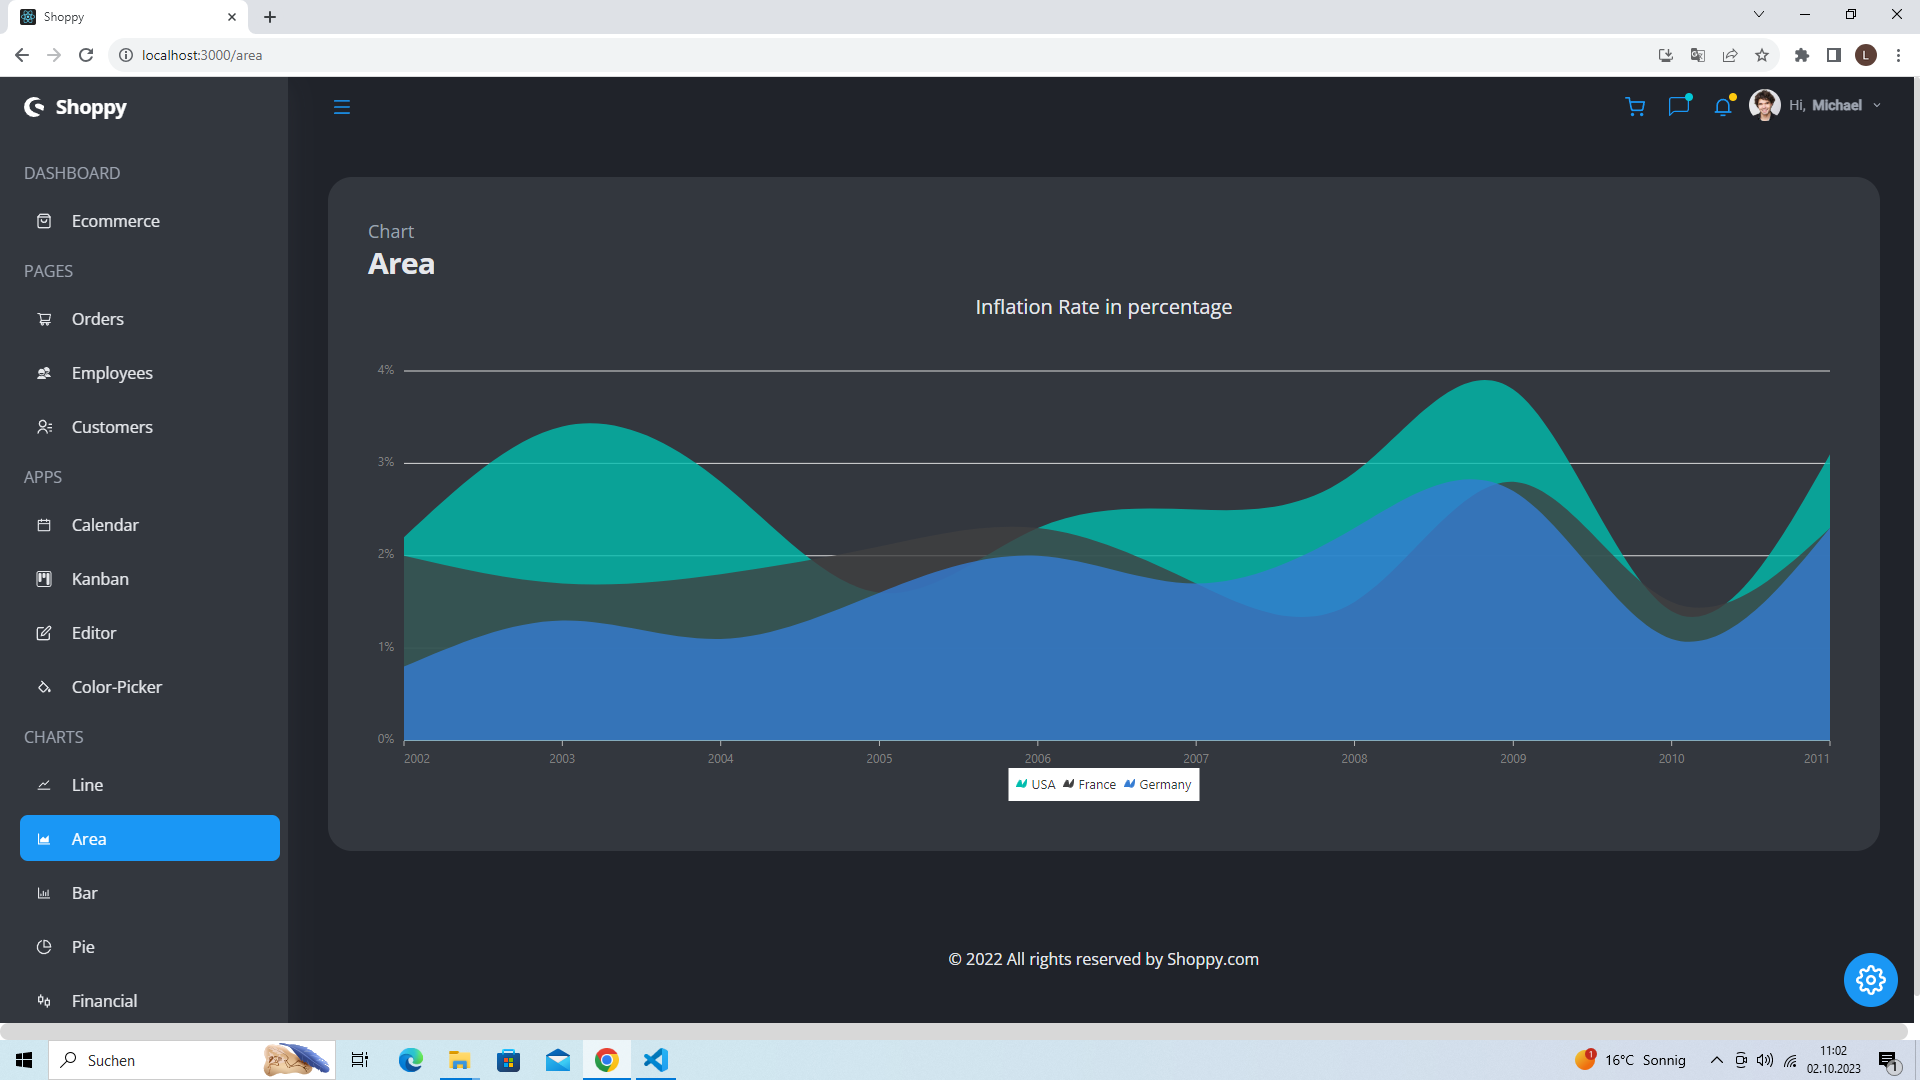 Shoppy
localhost:3000/area
L
Shoppy
Hi, Michael
DASHBOARD
Ecommerce
PAGES
Orders
Employees
Customers
APPS
Calendar
Kanban
Editor
Color-Picker
CHARTS
Line
Area
Bar
Pie
Financial
Chart
Area
Inflation Rate in percentage
4%
3%
2%
1%
0%
2002 2003 2004 2005 2006 2007 2008 2009 2010 2011
USA France Germany
© 2022 All rights reserved by Shoppy.com
Suchen
1
16°C Sonnig
11:02
02.10.2023
1